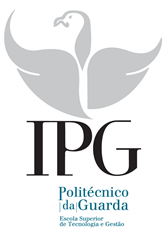 IPG
Politécnico
|da|Guarda
Escola Superior
de Tecnologia e Gestão